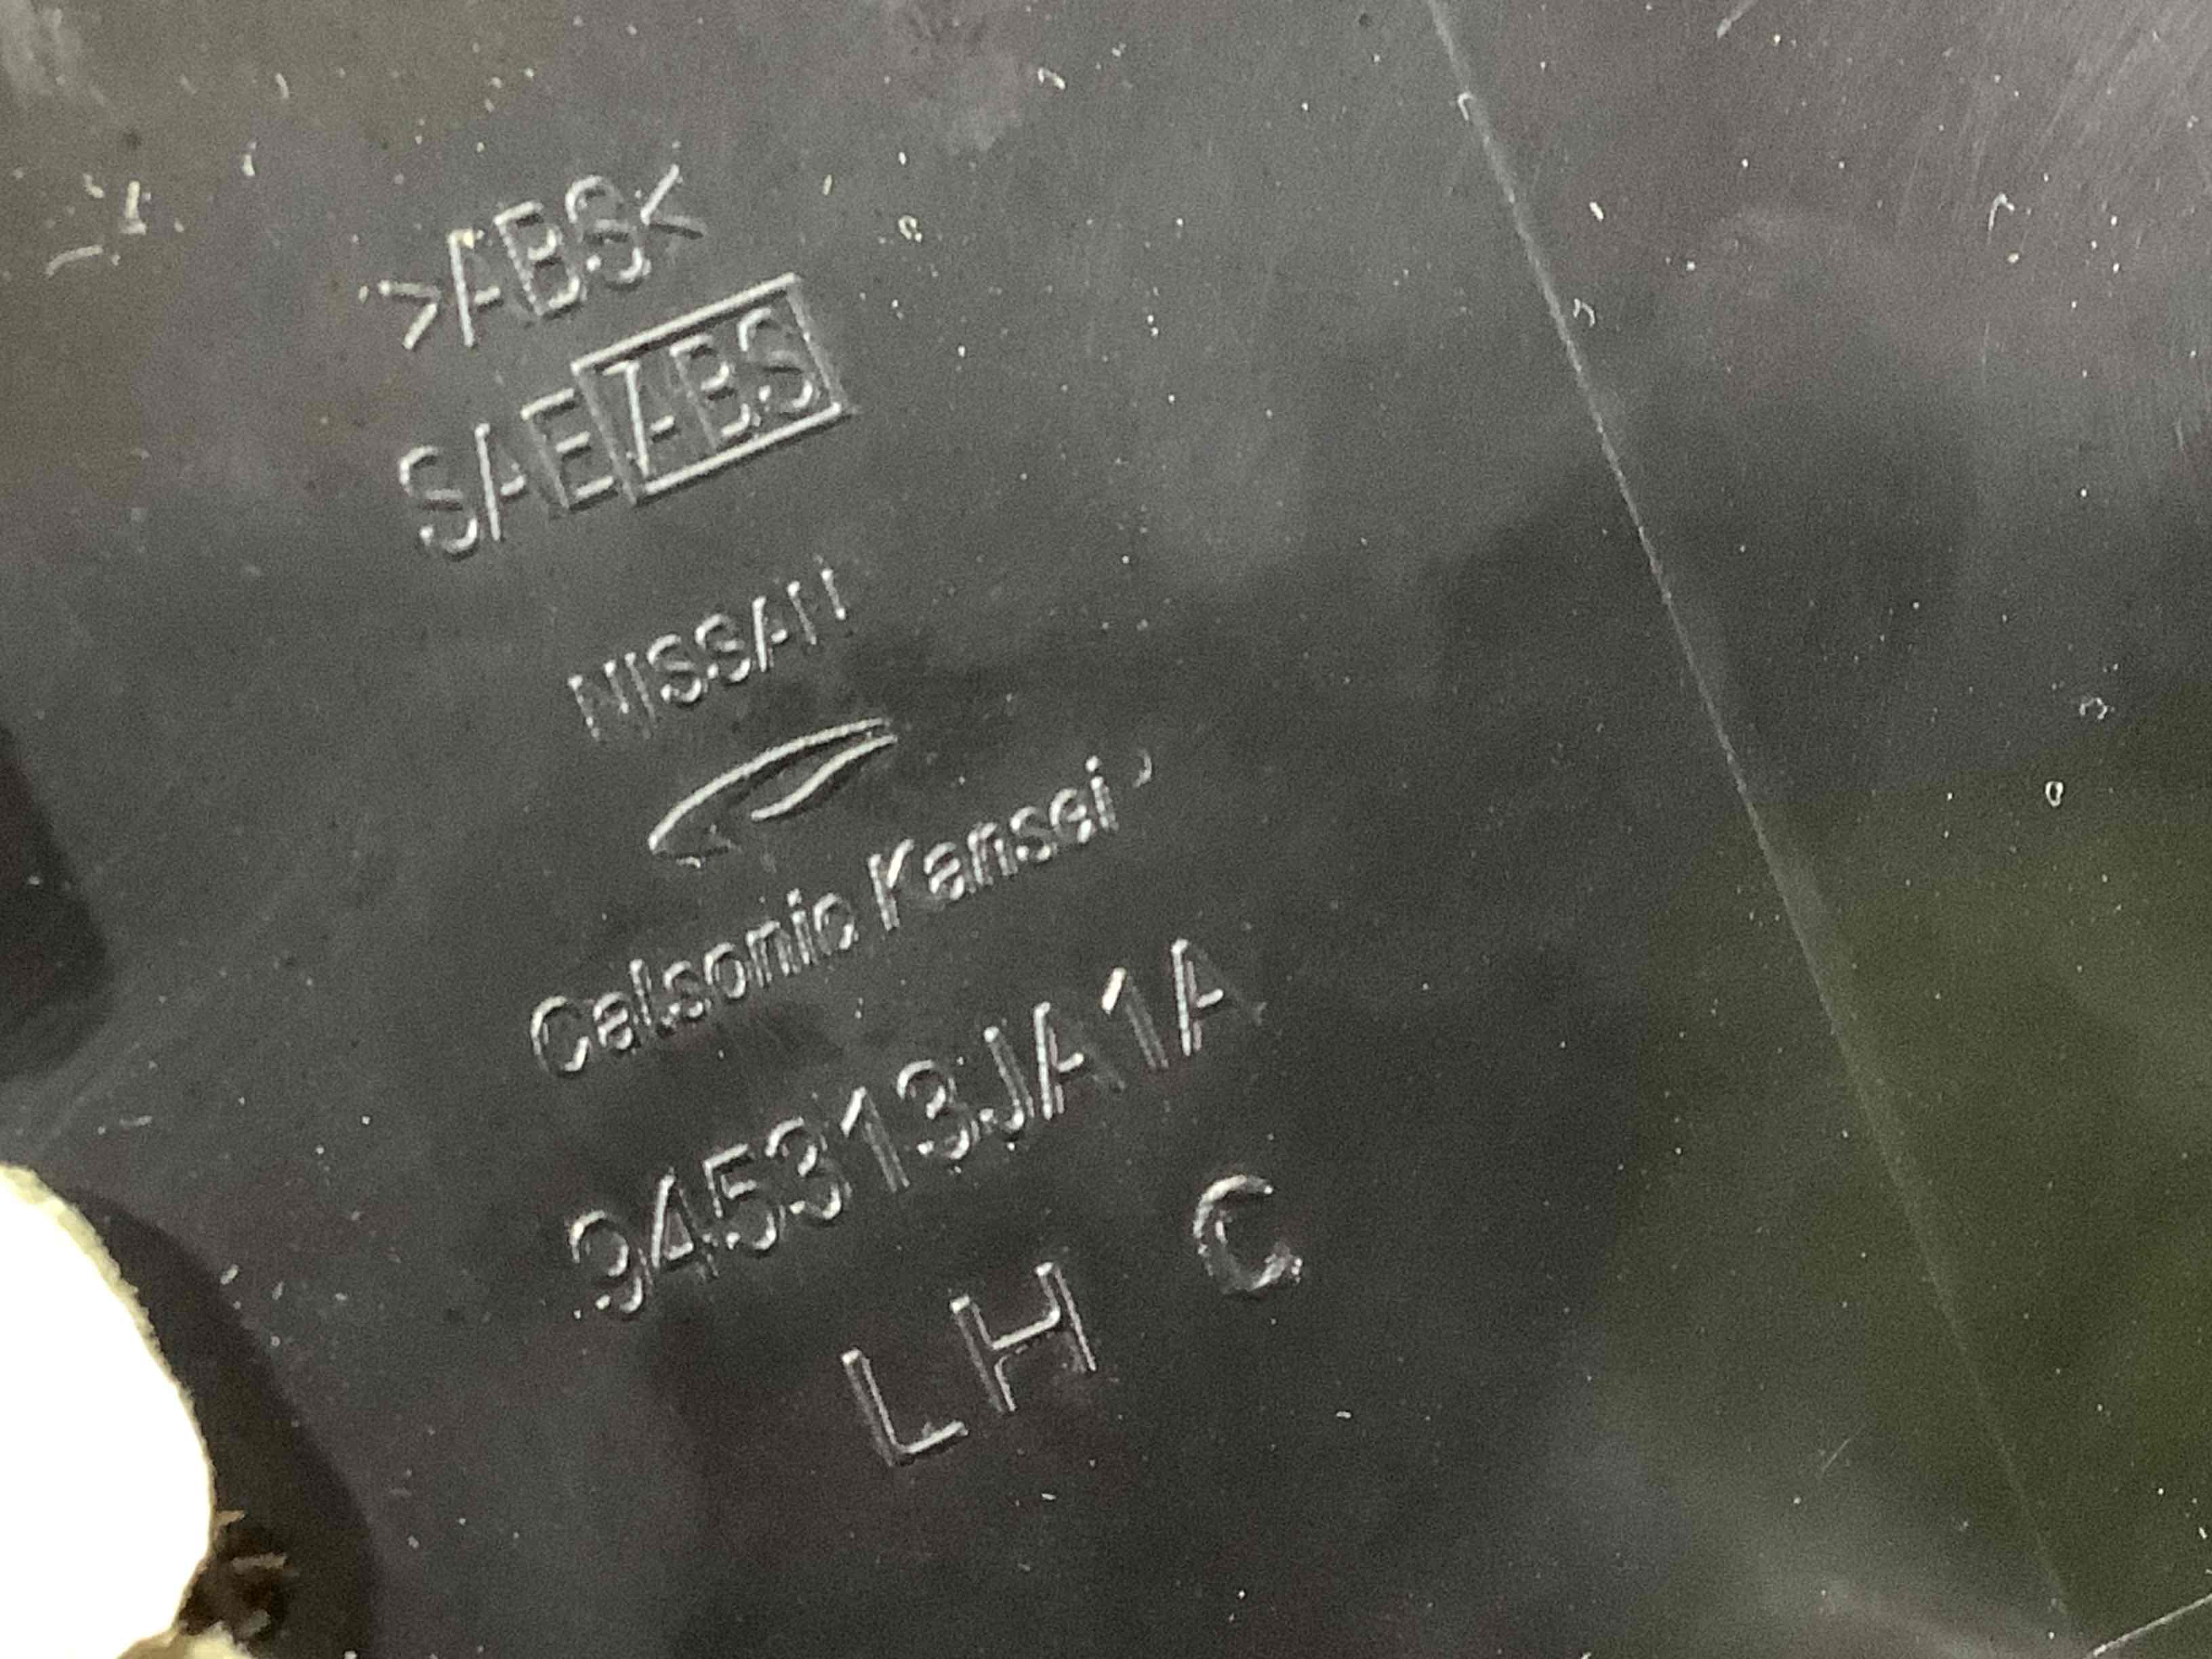 >ABS<
SAE ABS
NISSAN
Calsonic Kansei
945313JA1A
LH C